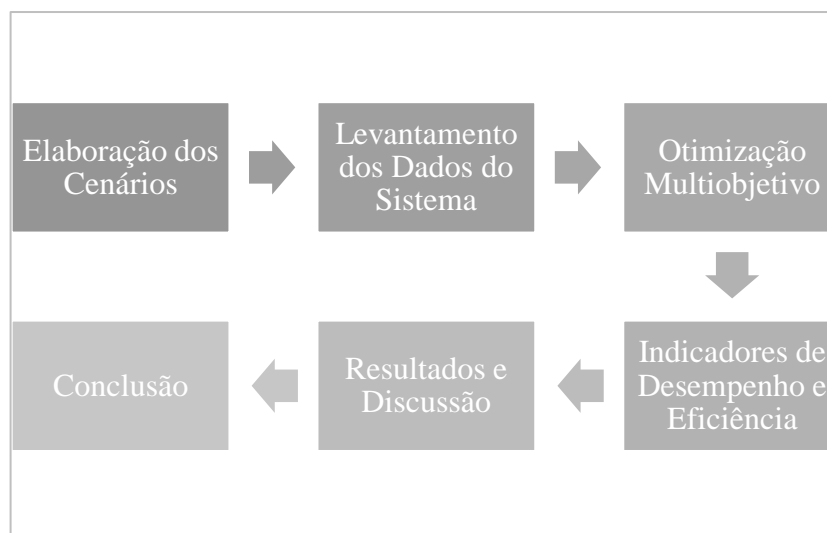 Elaboração dos
Cenários
Levantamento
dos Dados do
Sistema
Otimização
Multiobjetivo
Indicadores de
Desempenho e
Eficiência
Resultados e
Discussão
Conclusão